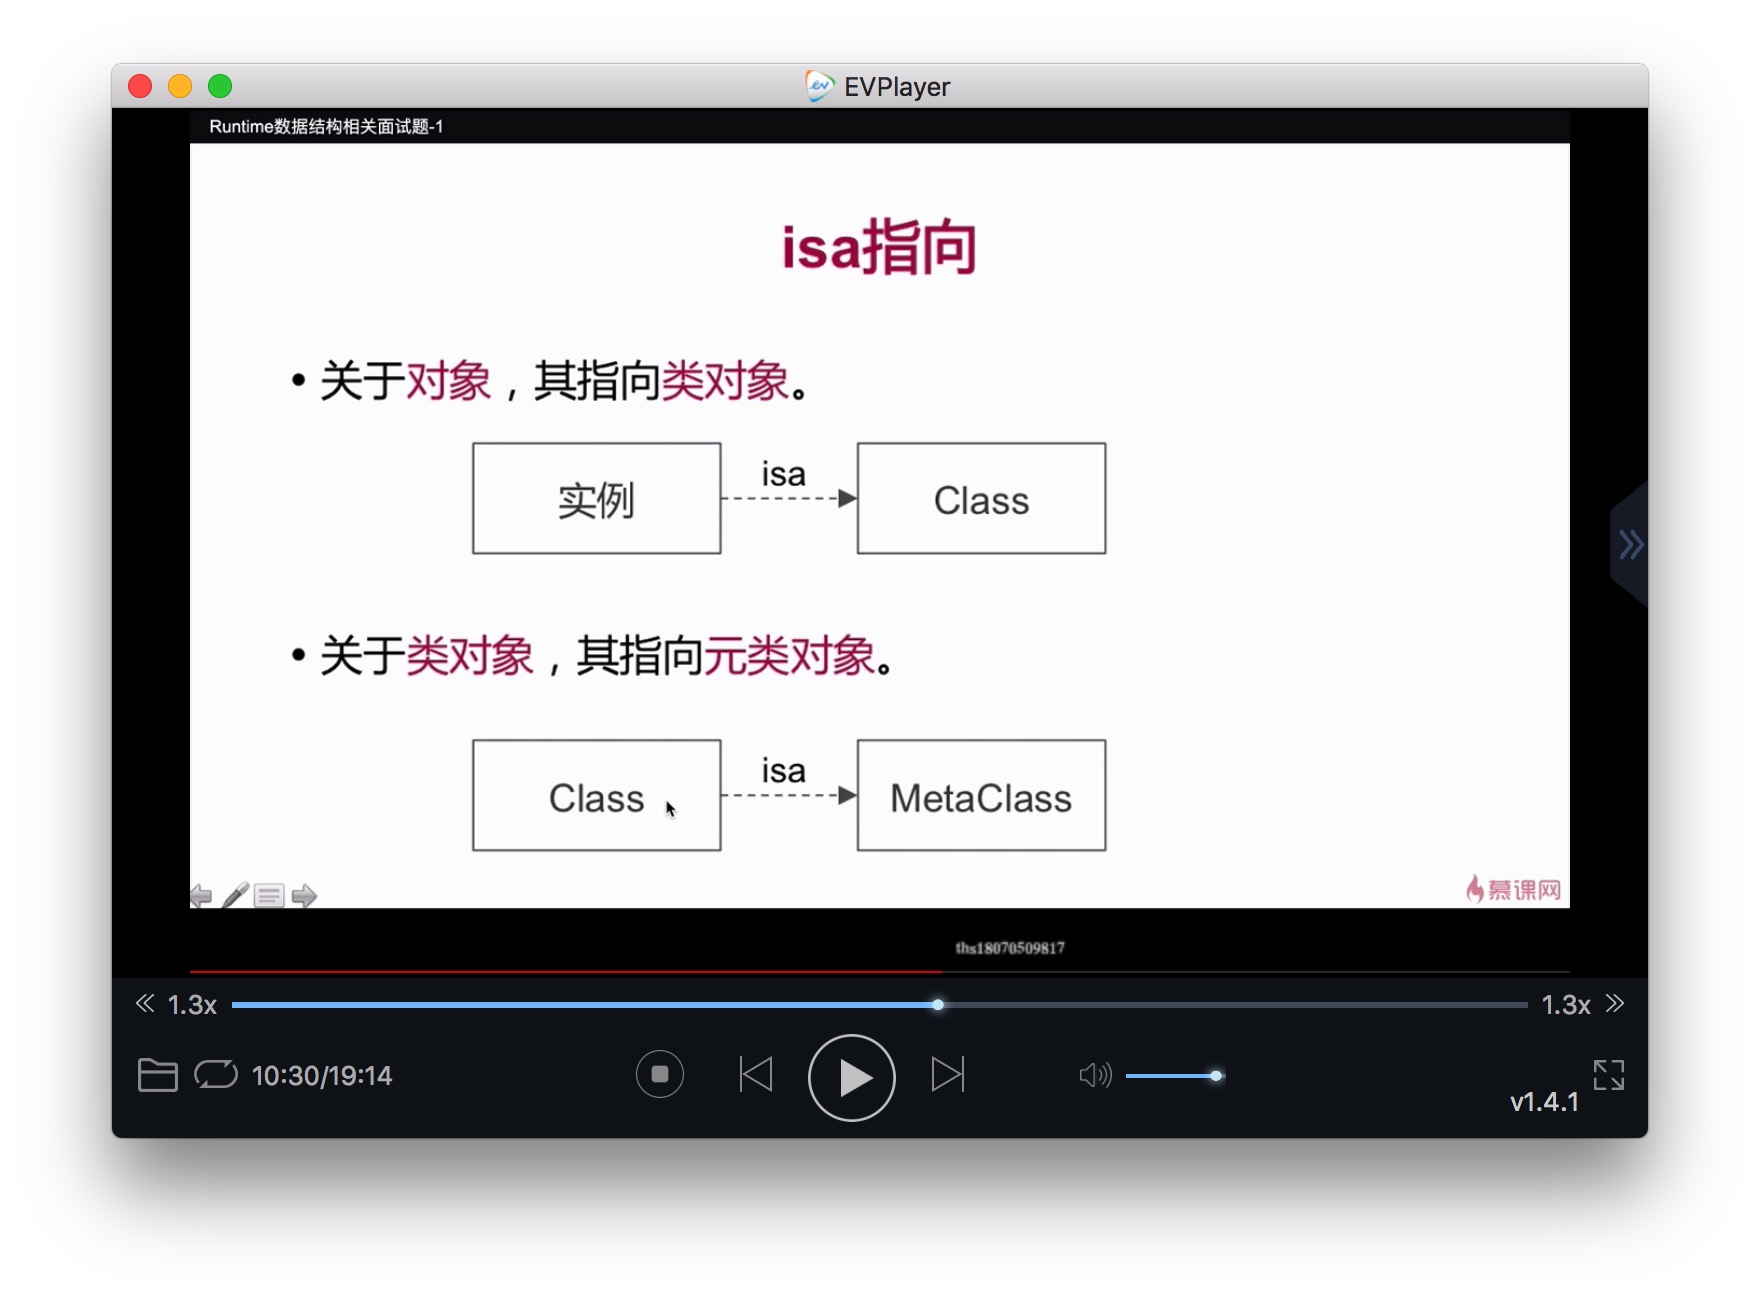 EVPlayer
Runtime数据结构相关面试题-1
isa指向
• 关于对象，其指向类对象。
实例
isa
Class
• 关于类对象，其指向元类对象。
Class
isa
MetaClass
慕课网
ths18070509817
1.3x
1.3x
10:30/19:14
v1.4.1